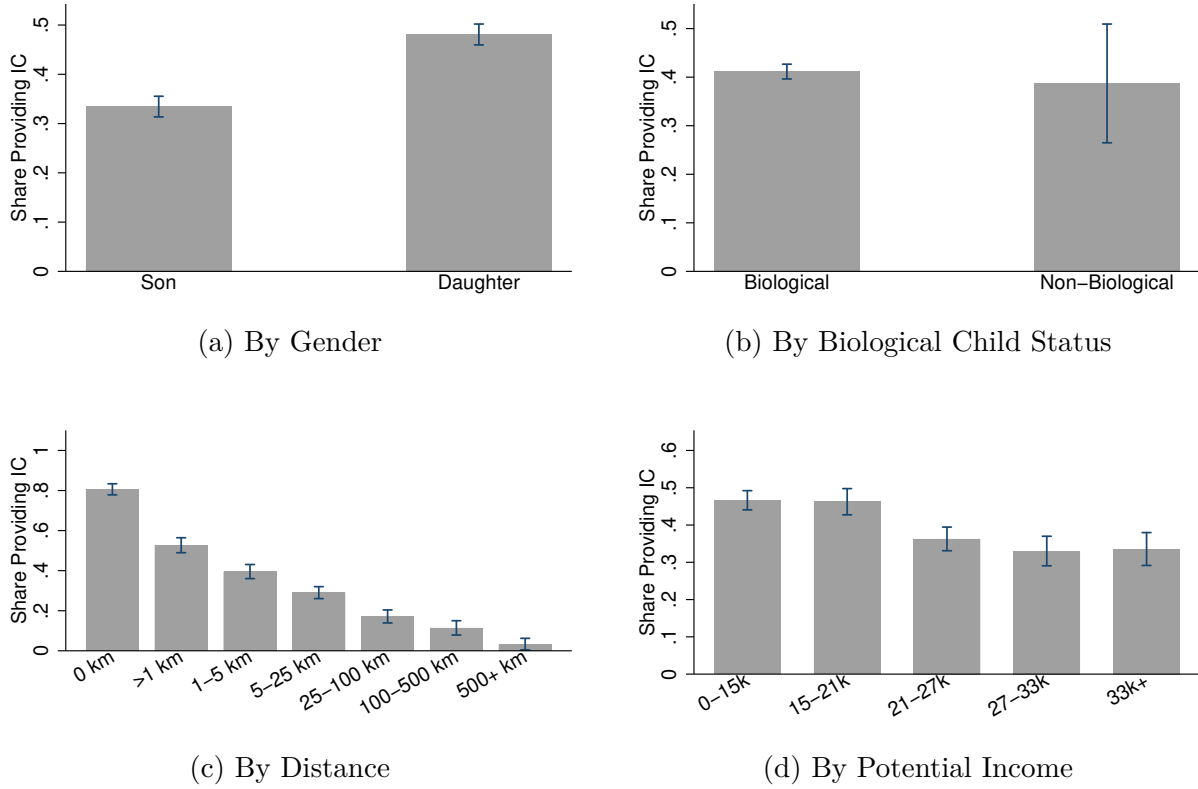 Share Providing IC
0 .1 .2 .3 .4 .5
Son Daughter
(a) By Gender
Share Providing IC
0 .1 .2 .3 .4 .5
Biological Non−Biological
(b) By Biological Child Status
Share Providing IC
0 .2 .4 .6 .8 1
0 km >1 km 1−5 km 5−25 km 25−100 km 100−500 km 500+ km
(c) By Distance
Share Providing IC
0 .1 .2 .3 .4 .5 .6
0−15k 15−21k 21−27k 27−33k 33k+
(d) By Potential Income